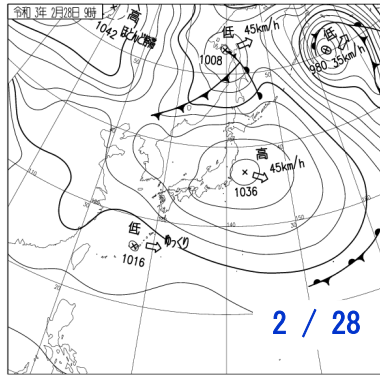 令和 3年 2月28日 9時
高
1042 ほとんど停滞
低
45km/h
1008
低
980 35km/h
高
45km/h
1036
低
ゆっくり
1016
2 / 28